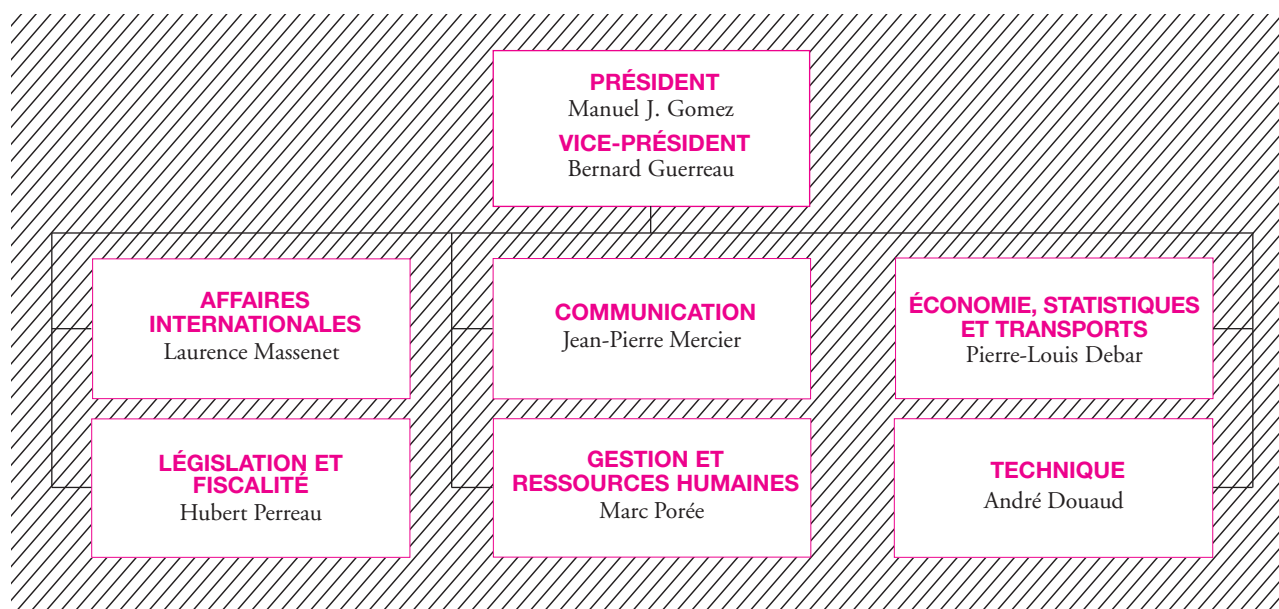 PRÉSIDENT
Manuel J. Gomez
VICE-PRÉSIDENT
Bernard Guerreau
AFFAIRES
INTERNATIONALES
Laurence Massenet
COMMUNICATION
Jean-Pierre Mercier
ÉCONOMIE, STATISTIQUES
ET TRANSPORTS
Pierre-Louis Debar
LÉGISLATION ET
FISCALITÉ
Hubert Perreau
GESTION ET
RESSOURCES HUMAINES
Marc Porée
TECHNIQUE
André Douaud